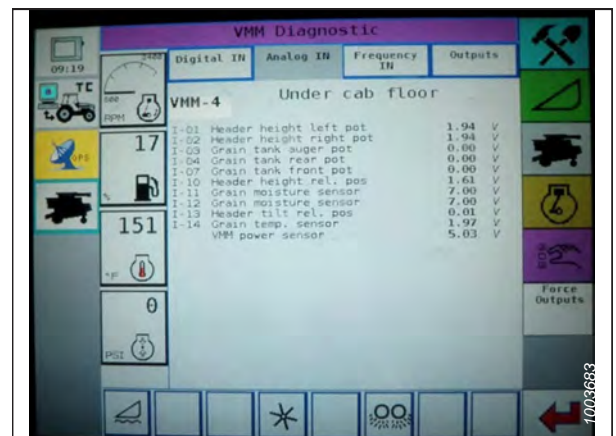 VMM Diagnostic
09:19
TC
GPS
2400
600
RPM
17
%
151
°F
0
PSI
Digital IN
Analog IN
Frequency
IN
Outputs
VMM-4
Under cab floor
I-01 Header height left pot 1.94 V
I-02 Header height right pot 1.94 V
I-03 Grain tank auger pot 0.00 V
I-04 Grain tank rear pot 0.00 V
I-07 Grain tank front pot 0.00 V
I-10 Header height rel. pos 1.61 V
I-11 Grain moisture sensor 7.00 V
I-12 Grain moisture sensor 7.00 V
I-13 Header tilt rel. pos 0.01 V
I-14 Grain temp. sensor 1.97 V
VMM power sensor 5.03 V
Force
Outputs
1003683